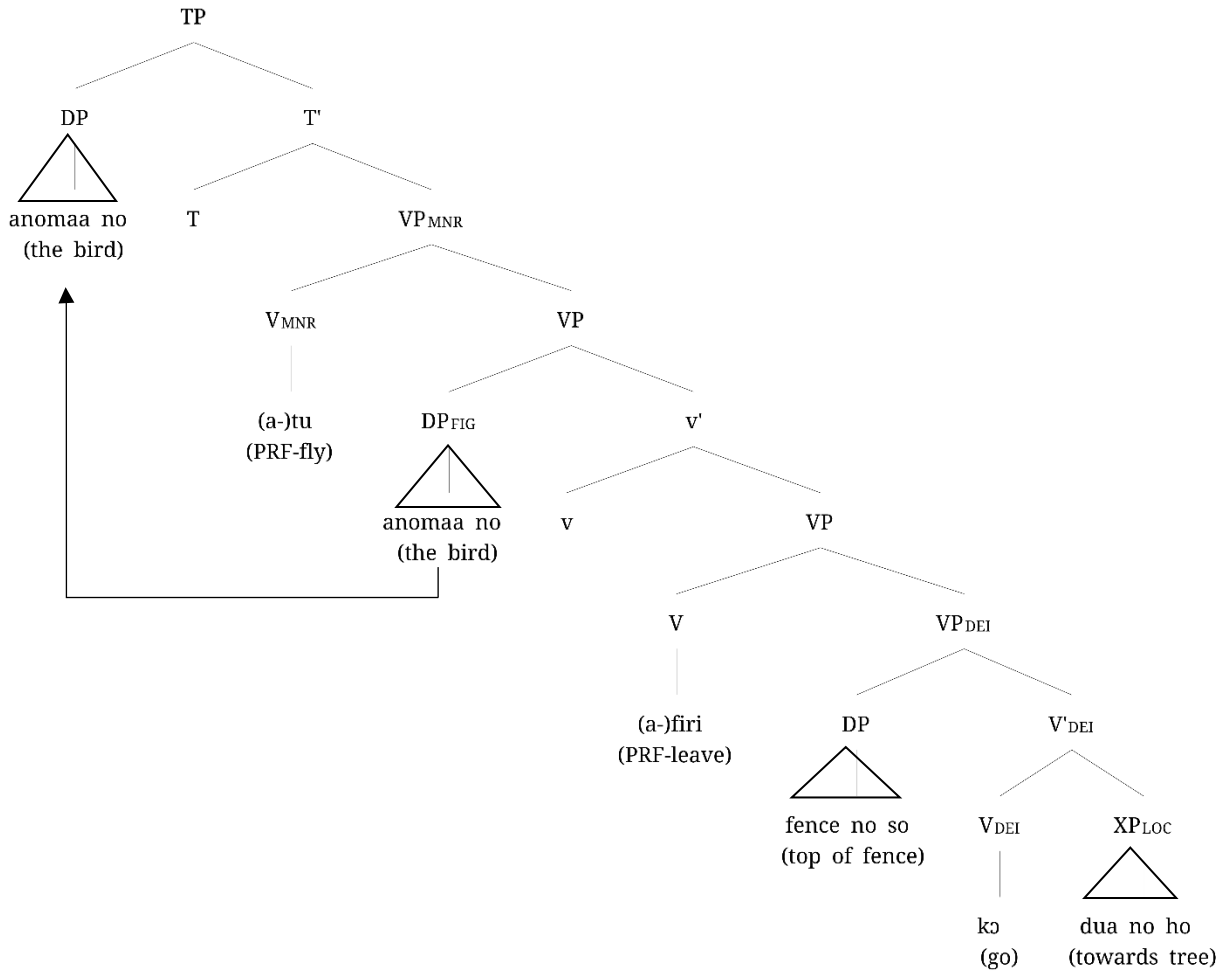 TP
DP T'
anomaa no T VPMNR
(the bird)
VMNR VP
(a-)tu DPFIG v'
(PRF-fly)
anomaa no v VP
(the bird)
V VPDEI
(a-)firi DP V'DEI
(PRF-leave)
fence no so VDEI XPLOC
(top of fence)
kɔ dua no ho
(go) (towards tree)